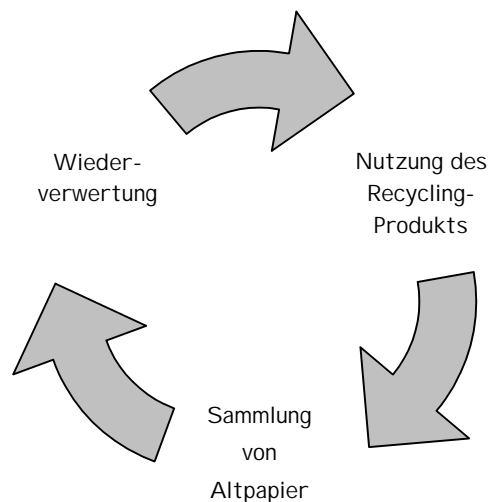 Wieder-
verwertung
Nutzung des
Recycling-
Produkts
Sammlung
von
Altpapier